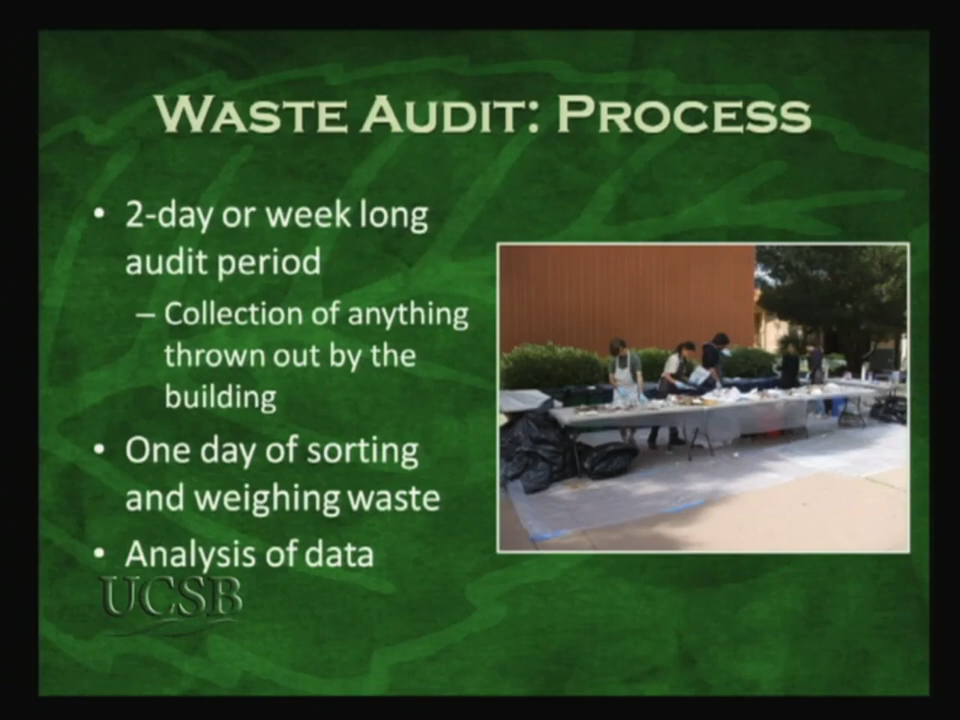 Waste Audit: Process
• 2-day or week long
audit period
– Collection of anything
thrown out by the
building
• One day of sorting
and weighing waste
• Analysis of data
UCSB